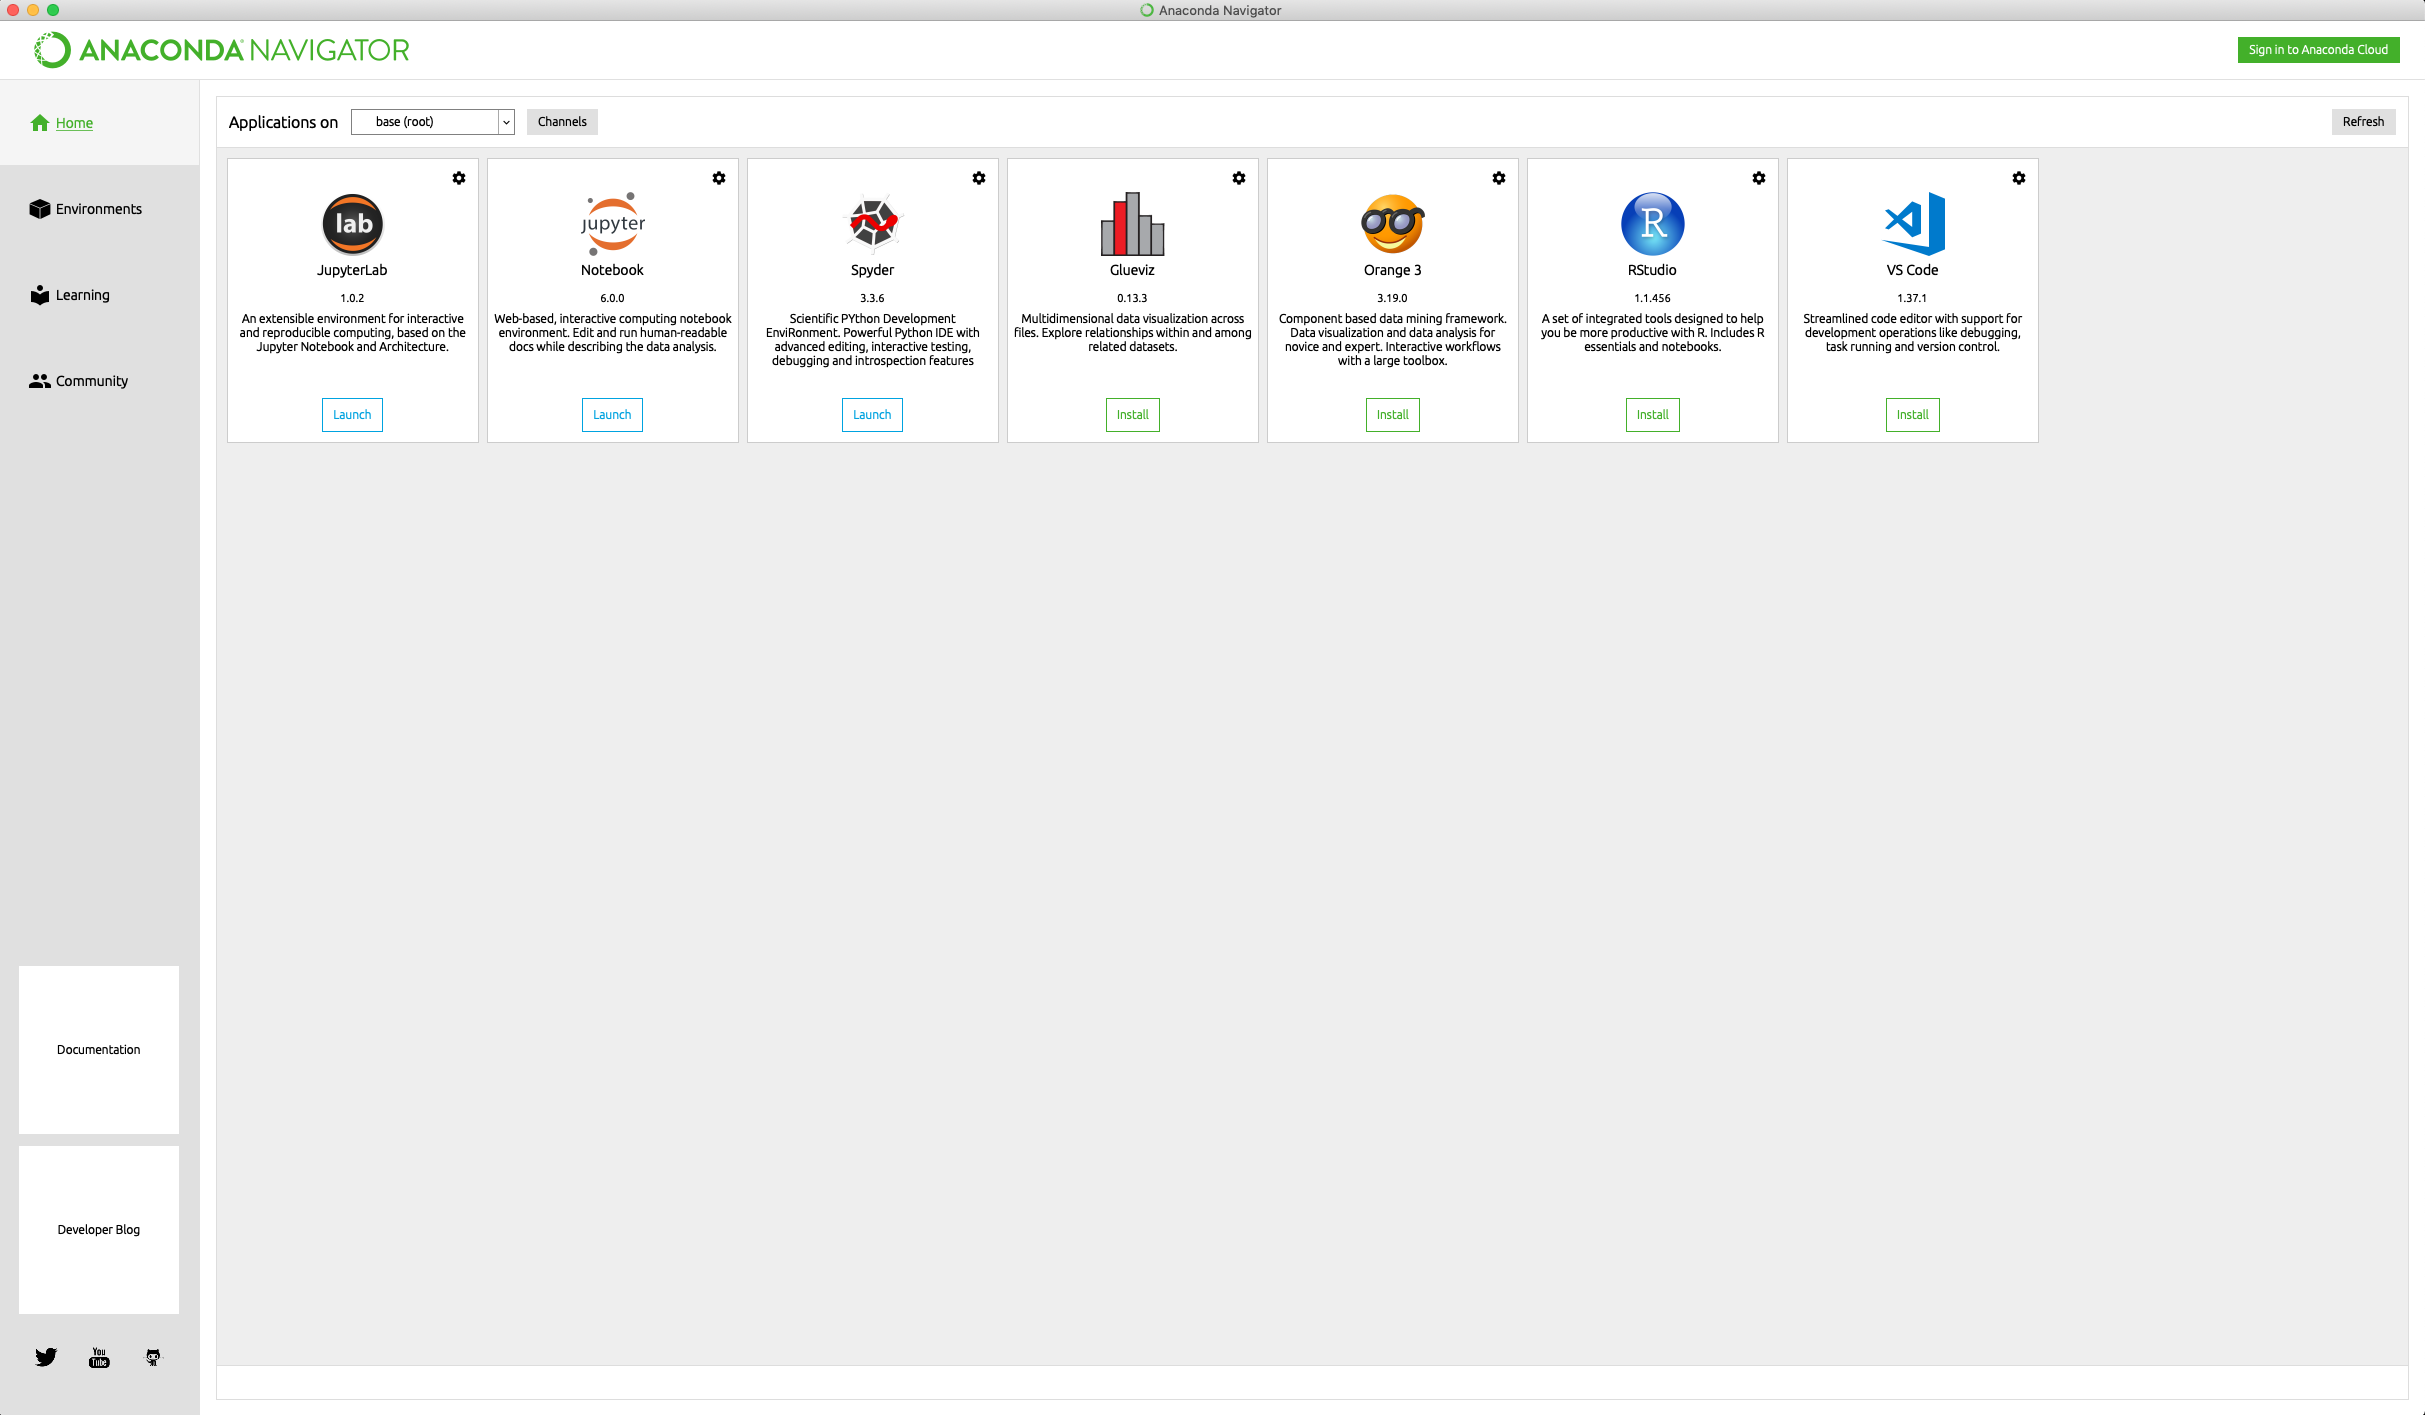 Anaconda Navigator
ANACONDA NAVIGATOR
Sign in to Anaconda Cloud
Home
Environments
Learning
Community
Documentation
Developer Blog
You
Tube
Applications on
base (root)
Channels
Refresh
lab
JupyterLab
1.0.2
An extensible environment for interactive
and reproducible computing, based on the
Jupyter Notebook and Architecture.
Launch
jupyter
Notebook
6.0.0
Web-based, interactive computing notebook
environment. Edit and run human-readable
docs while describing the data analysis.
Launch
Spyder
3.3.6
Scientific PYthon Development
EnviRonment. Powerful Python IDE with
advanced editing, interactive testing,
debugging and introspection features
Launch
Glueviz
0.13.3
Multidimensional data visualization across
files. Explore relationships within and among
related datasets.
Install
Orange 3
3.19.0
Component based data mining framework.
Data visualization and data analysis for
novice and expert. Interactive workflows
with a large toolbox.
Install
R
RStudio
1.1.456
A set of integrated tools designed to help
you be more productive with R. Includes R
essentials and notebooks.
Install
VS Code
1.37.1
Streamlined code editor with support for
development operations like debugging,
task running and version control.
Install